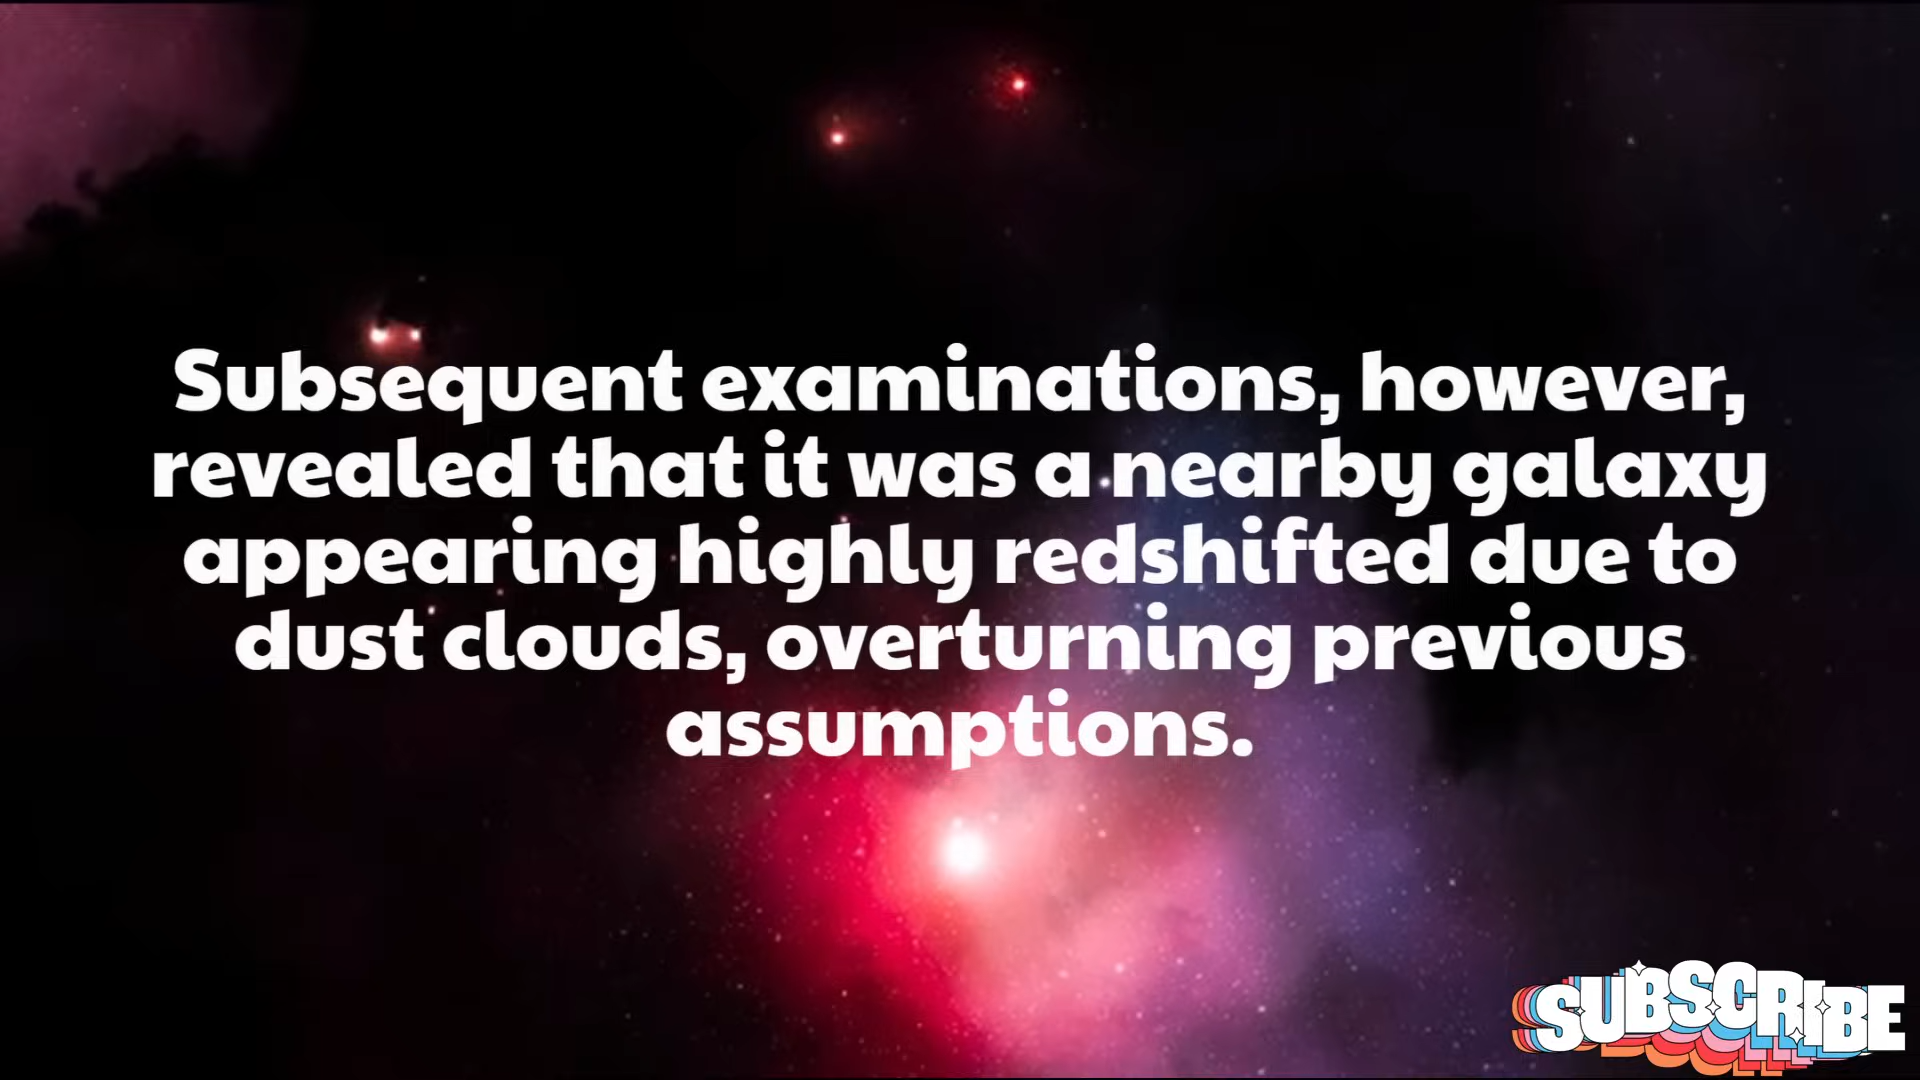 Subsequent examinations, however,
revealed that it was a nearby galaxy
appearing highly redshifted due to
dust clouds, overturning previous
assumptions.
SUBSCRIBE